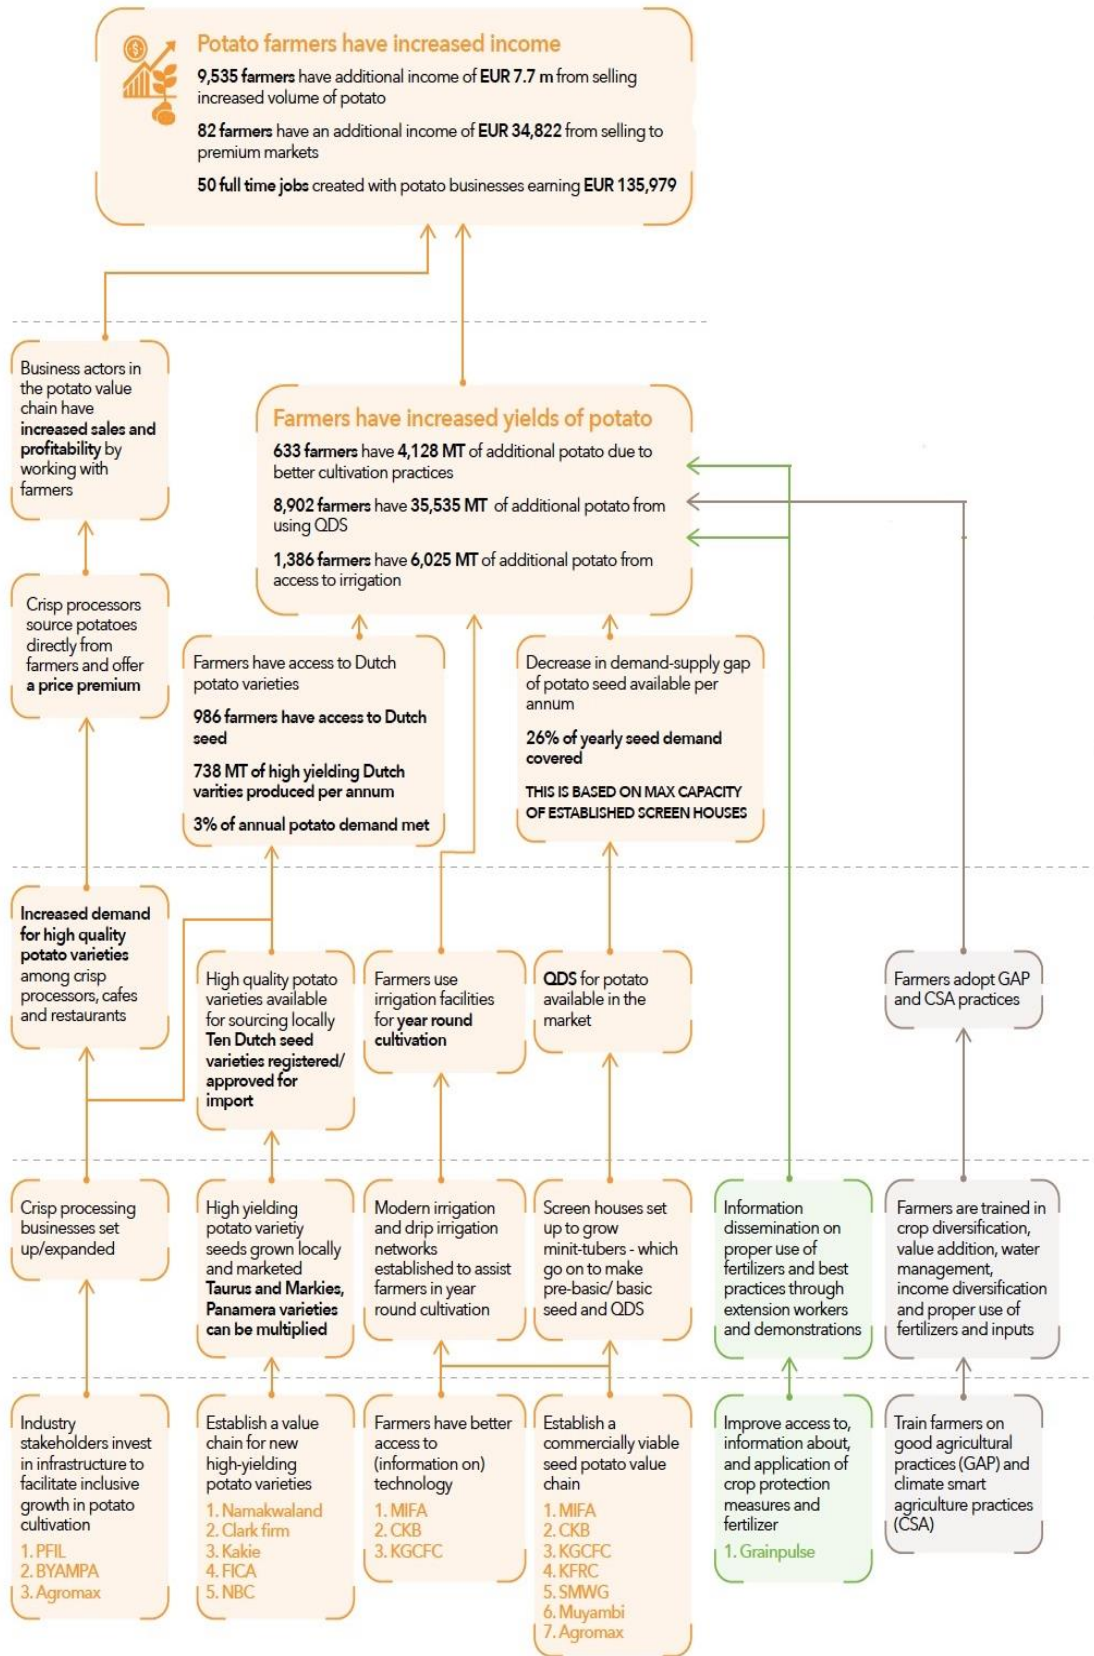 Potato farmers have increased income
9,535 farmers have additional income of EUR 7.7 m from selling
increased volume of potato
82 farmers have an additional income of EUR 34,822 from selling to
premium markets
50 full time jobs created with potato businesses earning EUR 135,979
Business actors in
the potato value
chain have
increased sales and
profitability by
working with
farmers
Farmers have increased yields of potato
633 farmers have 4,128 MT of additional potato due to
better cultivation practices
8,902 farmers have 35,535 MT of additional potato from
using QDS
1,386 farmers have 6,025 MT of additional potato from
access to irrigation
Crisp processors
source potatoes
directly from
farmers and offer
a price premium
Farmers have access to Dutch
potato varieties
986 farmers have access to Dutch
seed
738 MT of high yielding Dutch
varities produced per annum
3% of annual potato demand met
Decrease in demand-supply gap
of potato seed available per
annum
26% of yearly seed demand
covered
THIS IS BASED ON MAX CAPACITY
OF ESTABLISHED SCREEN HOUSES
Increased demand
for high quality
potato varieties
among crisp
processors, cafes
and restaurants
High quality potato
varieties available
for sourcing locally
Ten Dutch seed
varieties registered/
approved for
import
Farmers use
irrigation facilities
for year round
cultivation
QDS for potato
available in the
market
Farmers adopt GAP
and CSA practices
Crisp processing
businesses set
up/expanded
High yielding
potato varietiy
seeds grown locally
and marketed
Taurus and Markies,
Panamera varieties
can be multiplied
Modern irrigation
and drip irrigation
networks
established to assist
farmers in year
round cultivation
Screen houses set
up to grow
minit-tubers - which
go on to make
pre-basic/ basic
seed and QDS
Information
dissemination on
proper use of
fertilizers and best
practices through
extension workers
and demonstrations
Farmers are trained in
crop diversification,
value addition, water
management,
income diversification
and proper use of
fertilizers and inputs
Industry
stakeholders invest
in infrastructure to
facilitate inclusive
growth in potato
cultivation
1. PFIL
2. BYAMPA
3. Agromax
Establish a value
chain for new
high-yielding
potato varieties
1. Namakwaland
2. Clark firm
3. Kakie
4. FICA
5. NBC
Farmers have better
access to
(information on)
technology
1. MIFA
2. CKB
3. KGCFC
Establish a
commercially viable
seed potato value
chain
1. MIFA
2. CKB
3. KGCFC
4. KFRC
5. SMWG
6. Muyambi
7. Agromax
Improve access to,
information about,
and application of
crop protection
measures and
fertilizer
1. Grainpulse
Train farmers on
good agricultural
practices (GAP) and
climate smart
agriculture practices
(CSA)